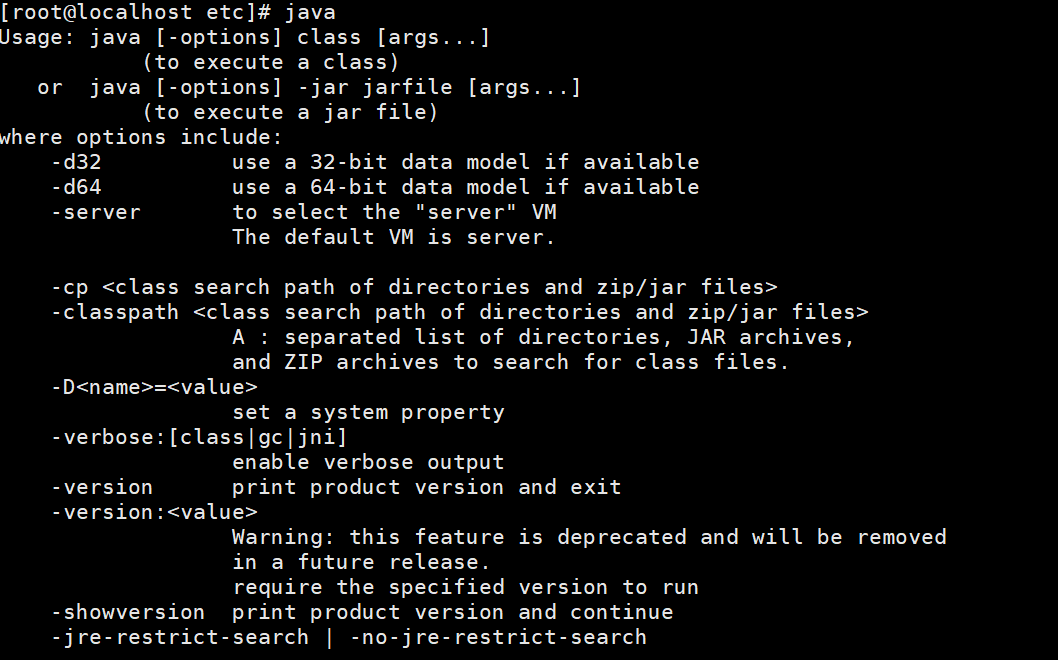 [root@localhost etc]# java
Usage: java [-options] class [args...]
           (to execute a class)
   or  java [-options] -jar jarfile [args...]
           (to execute a jar file)
where options include:
    -d32          use a 32-bit data model if available
    -d64          use a 64-bit data model if available
    -server       to select the "server" VM
                  The default VM is server.

    -cp <class search path of directories and zip/jar files>
    -classpath <class search path of directories and zip/jar files>
                  A : separated list of directories, JAR archives,
                  and ZIP archives to search for class files.
    -D<name>=<value>
                  set a system property
    -verbose:[class|gc|jni]
                  enable verbose output
    -version      print product version and exit
    -version:<value>
                  Warning: this feature is deprecated and will be removed
                  in a future release.
                  require the specified version to run
    -showversion  print product version and continue
    -jre-restrict-search | -no-jre-restrict-search